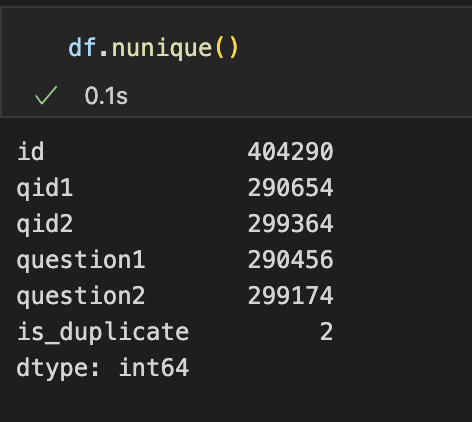 df.nunique()
✓ 0.1s
id 404290
qid1 290654
qid2 299364
question1 290456
question2 299174
is_duplicate 2
dtype: int64